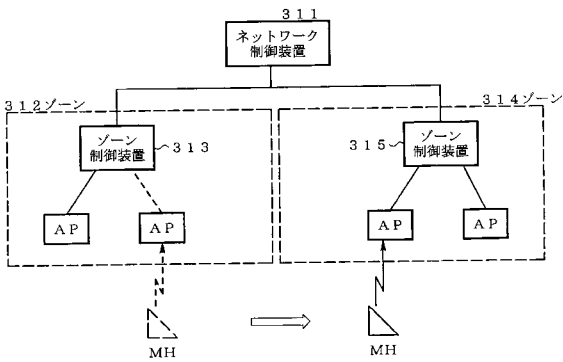 ３１１
ネットワーク
制御装置
３１２ゾーン
３１４ゾーン
ゾーン
制御装置
３１３
３１５
ゾーン
制御装置
ＡＰ
ＡＰ
ＡＰ
ＡＰ
MH
MH